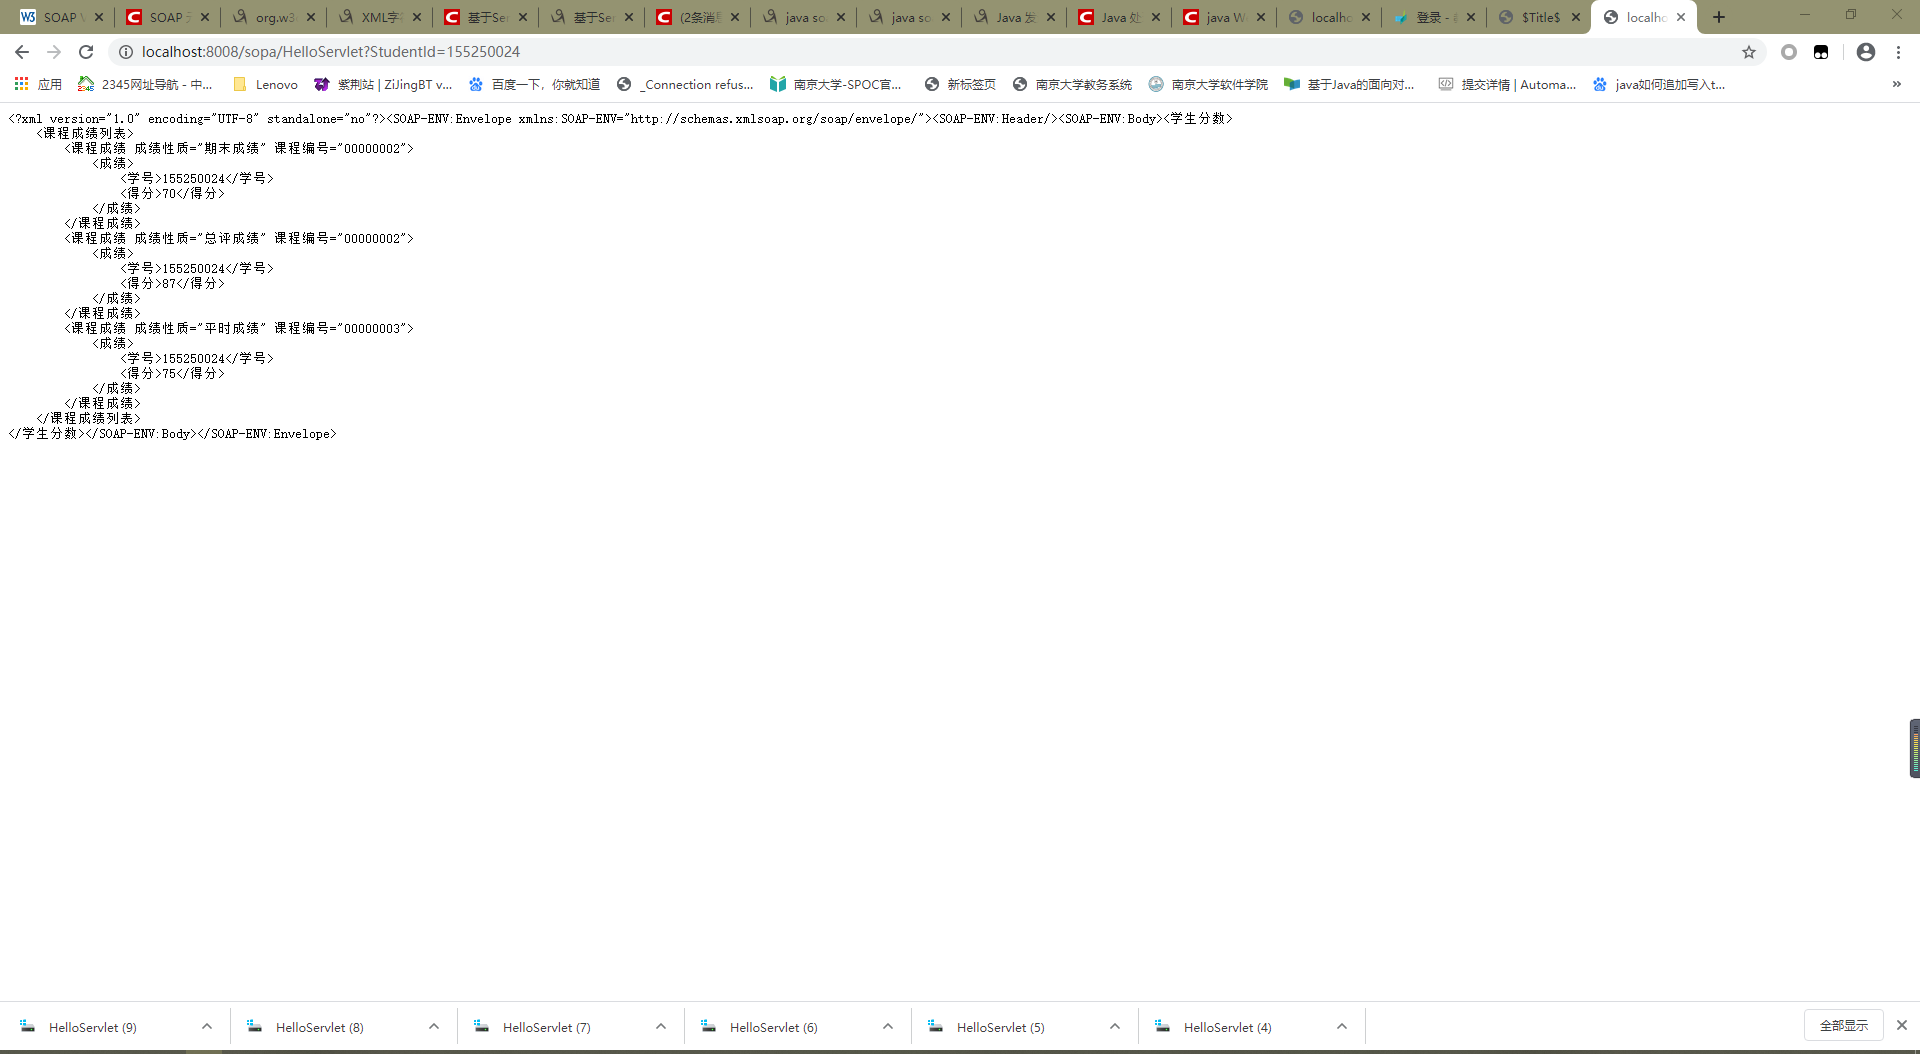 SOAP
SOAP
org.w3
XML字
基于Se
基于Se
(2条消
java so
java so
Java 发
Java 处
java W
localho
登录 -
$Title$
localho
localhost:8008/sopa/HelloServlet?StudentId=155250024
应用
2345网址导航 - 中...
Lenovo
紫荆站 | ZiJingBT v...
百度一下，你就知道
_Connection refus...
南京大学-SPOC官...
新标签页
南京大学教务系统
南京大学软件学院
基于Java的面向对...
提交详情 | Automa...
java如何追加写入t...
»
<?xml version="1.0" encoding="UTF-8" standalone="no"?><SOAP-ENV:Envelope xmlns:SOAP-ENV="http://schemas.xmlsoap.org/soap/envelope/"><SOAP-ENV:Header/><SOAP-ENV:Body><学生分数>
<课程成绩列表>
<课程成绩 成绩性质="期末成绩" 课程编号="00000002">
<成绩>
<学号>155250024</学号>
<得分>70</得分>
</成绩>
</课程成绩>
<课程成绩 成绩性质="总评成绩" 课程编号="00000002">
<成绩>
<学号>155250024</学号>
<得分>87</得分>
</成绩>
</课程成绩>
<课程成绩 成绩性质="平时成绩" 课程编号="00000003">
<成绩>
<学号>155250024</学号>
<得分>75</得分>
</成绩>
</课程成绩>
</课程成绩列表>
</学生分数></SOAP-ENV:Body></SOAP-ENV:Envelope>
HelloServlet (9)
HelloServlet (8)
HelloServlet (7)
HelloServlet (6)
HelloServlet (5)
HelloServlet (4)
全部显示